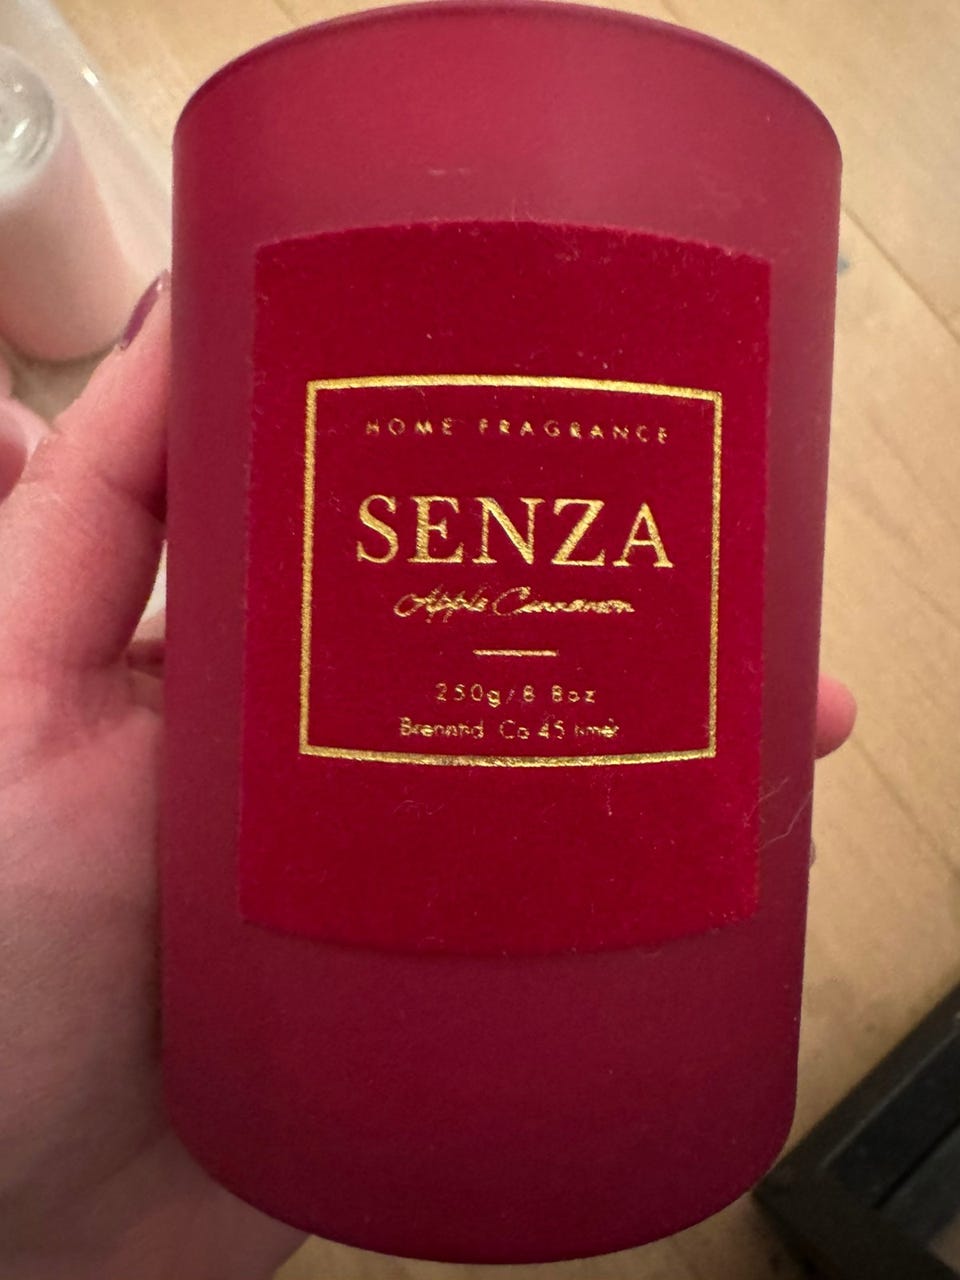 HOME FRAGRANCE
SENZA
Apple Cinnamon
250g/8.8oz
Brenntid Ca 45 timer